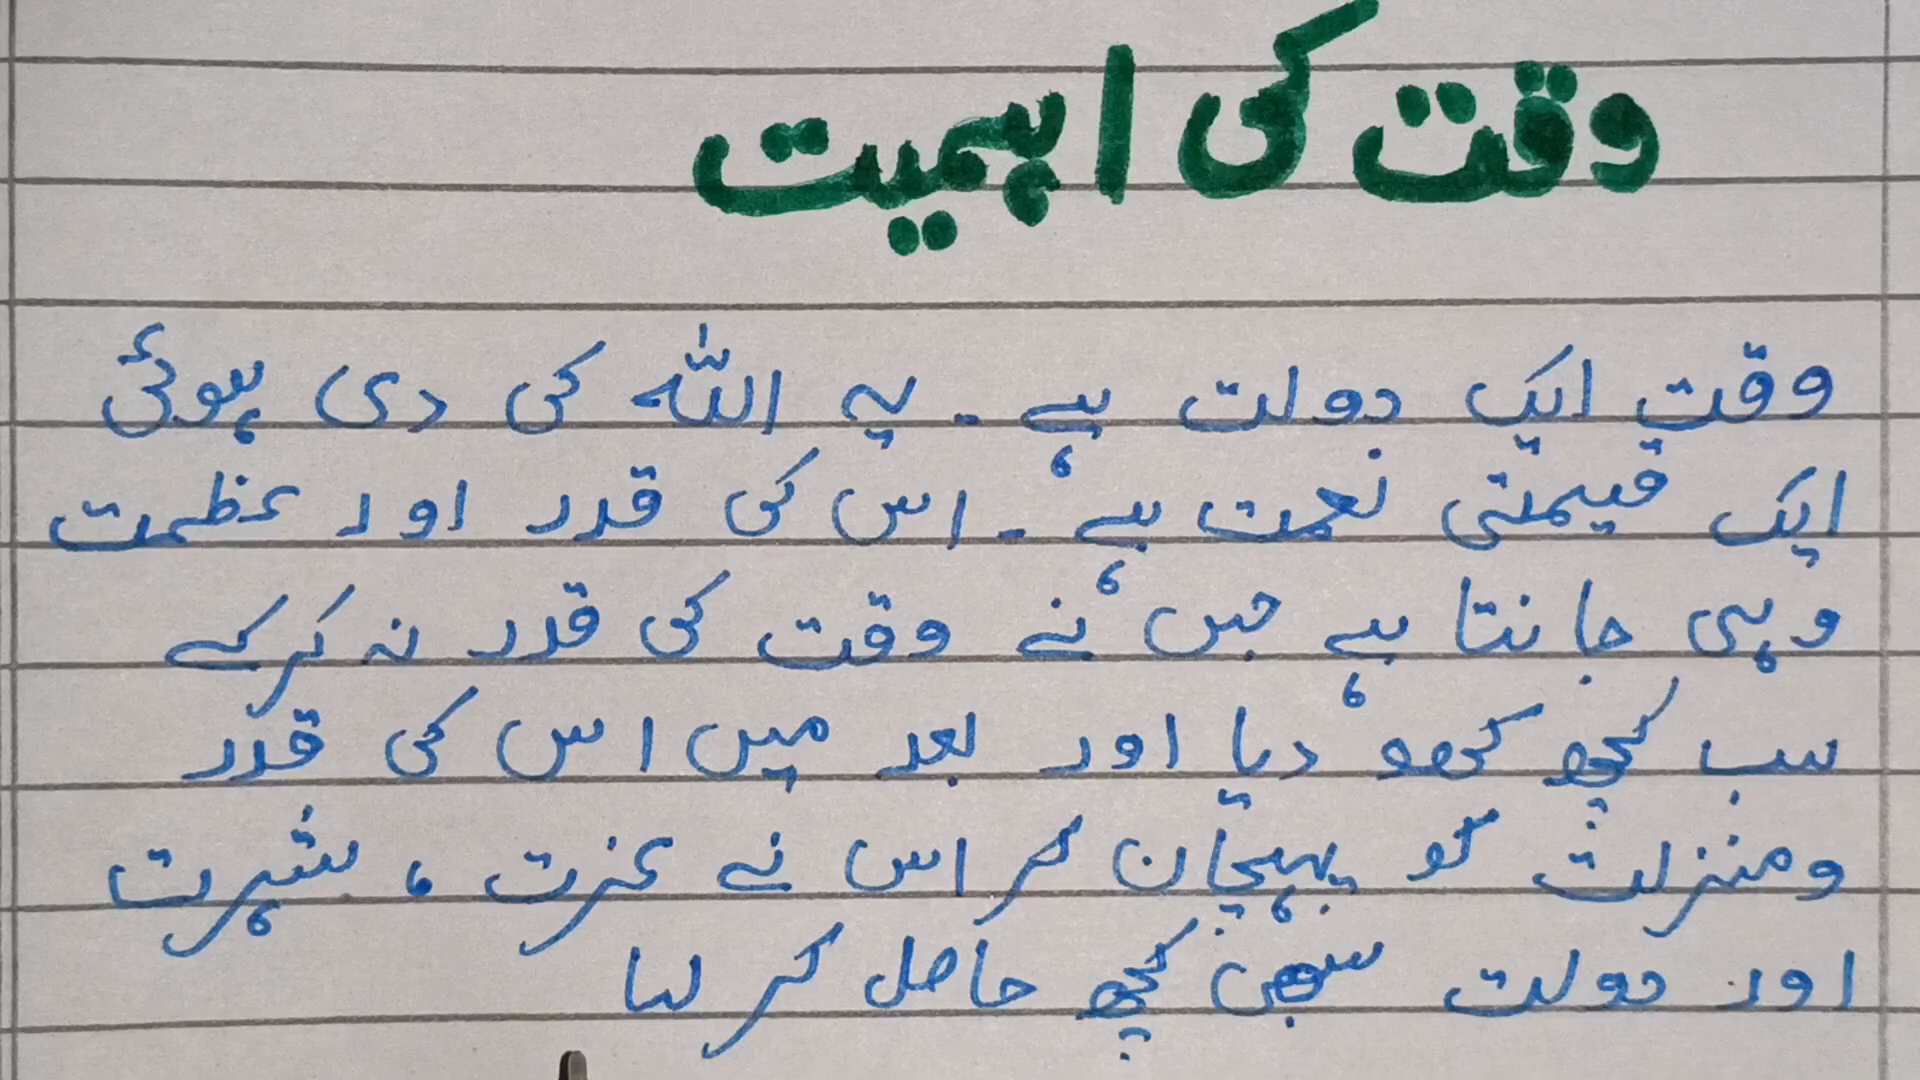 وقت کی اہمیت
وقت ایک دولت ہے۔ یہ اللہ کی دی ہوئی
ایک قیمتی نعمت ہے۔ اس کی قدر اور عظمت
وہی جانتا ہے جس نے وقت کی قدر نہ کرکے
سب کچھ کھو دیا اور بعد میں اس کی قدر
ومنزلت کو پہچان کر اس نے عزت، شہرت
اور دولت سبھی کچھ حاصل کر لیا